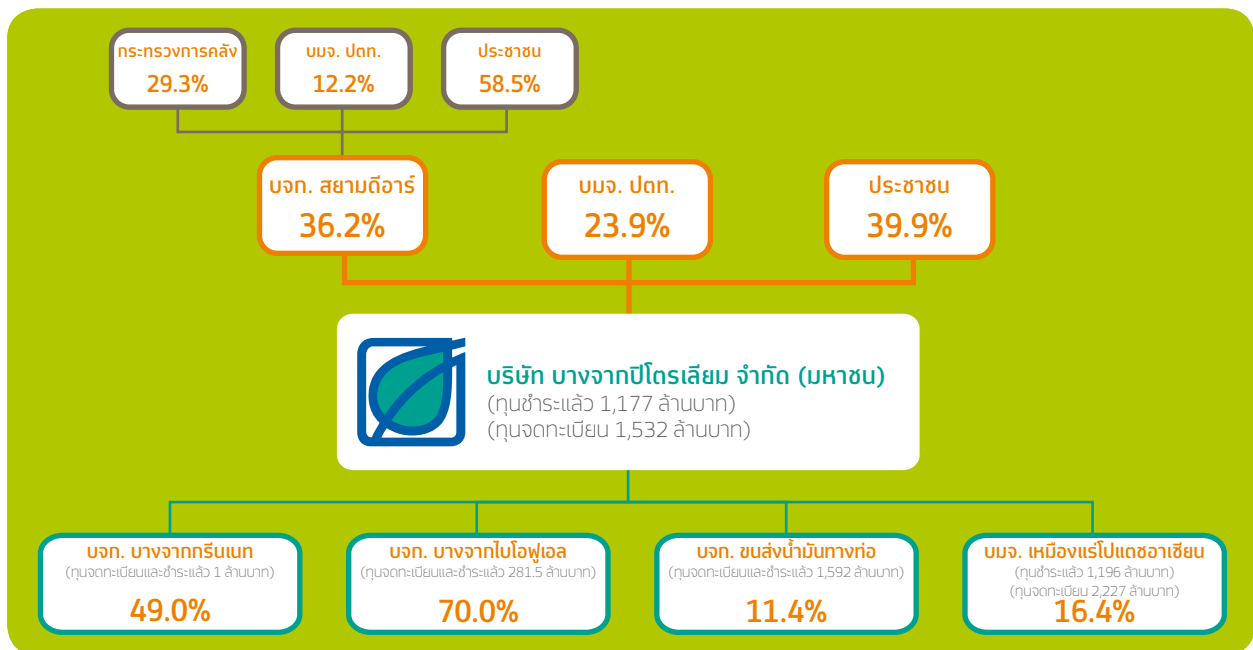 กระทรวงการคลัง
29.3%
บมจ. ปตท.
12.2%
ประชาชน
58.5%
บจก. สยามดีอาร์
36.2%
บมจ. ปตท.
23.9%
ประชาชน
39.9%
บริษัท บางจากปิโตรเลียม จำกัด (มหาชน)
(ทุนชำระแล้ว 1,177 ล้านบาท)
(ทุนจดทะเบียน 1,532 ล้านบาท)
บจก. บางจากกรีนเนท
(ทุนจดทะเบียนและชำระแล้ว 1 ล้านบาท)
49.0%
บจก. บางจากไบโอฟูเอล
(ทุนจดทะเบียนและชำระแล้ว 281.5 ล้านบาท)
70.0%
บจก. ขนส่งน้ำมันทางท่อ
(ทุนจดทะเบียนและชำระแล้ว 1,592 ล้านบาท)
11.4%
บมจ. เหมืองแร่โปแตชอาเซียน
(ทุนชำระแล้ว 1,196 ล้านบาท)
(ทุนจดทะเบียน 2,227 ล้านบาท)
16.4%